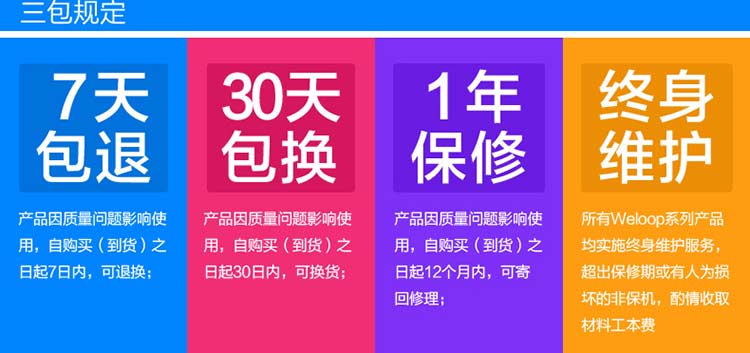 三包规定
7天
包退
产品因质量问题影响使
用，自购买（到货）之
日起7日内，可退换；
30天
包换
产品因质量问题影响使
用，自购买（到货）之
日起30日内，可换货；
1年
保修
产品因质量问题影响使
用，自购买（到货）之
日起12个月内，可寄
回修理；
终身
维护
所有Weloop系列产品
均实施终身维护服务，
超出保修期或有人为损
坏的非保机，酌情收取
材料工本费